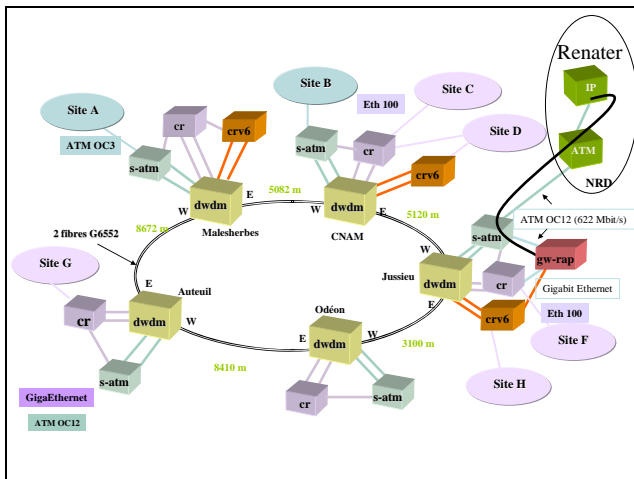 Renater
IP
ATM
NRD
Site A
ATM OC3
cr
crv6
s-atm
dwdm
W
E
Malesherbes
Site B
Eth 100
Site C
cr
s-atm
Site D
crv6
dwdm
W
E
CNAM
5082 m
5120 m
8672 m
2 fibres G6552
ATM OC12 (622 Mbit/s)
s-atm
gw-rap
W
Jussieu
dwdm
E
cr
Gigabit Ethernet
crv6
Eth 100
Site F
Site H
Site G
E
Auteuil
cr
dwdm
W
s-atm
Odéon
E
W
dwdm
cr
s-atm
8410 m
3100 m
GigaEthernet
ATM OC12